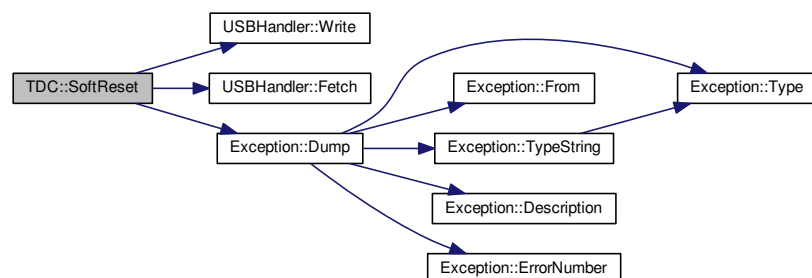 USBHandler::Write
TDC::SoftReset
USBHandler::Fetch
Exception::From
Exception::Type
Exception::Dump
Exception::TypeString
Exception::Description
Exception::ErrorNumber